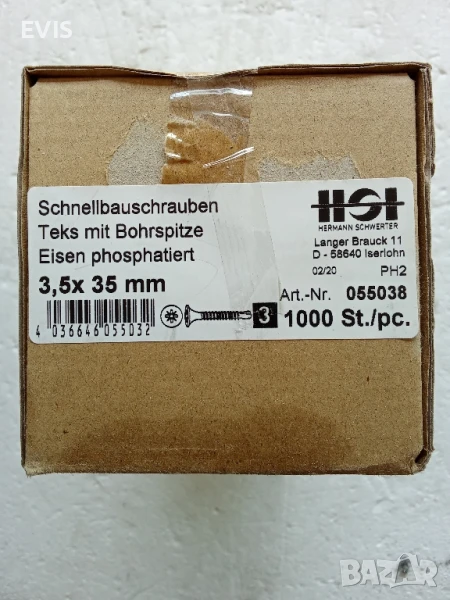 EVIS
Schnellbauschrauben
Teks mit Bohrspitze
Eisen phosphatiert
3,5x 35 mm
4 036646 055032
HSI
HERMANN SCHWERTER
Langer Brauck 11
D - 58640 Iserlohn
02/20 PH2
Art.-Nr. 055038
3 1000 St./pc.
BAZAR